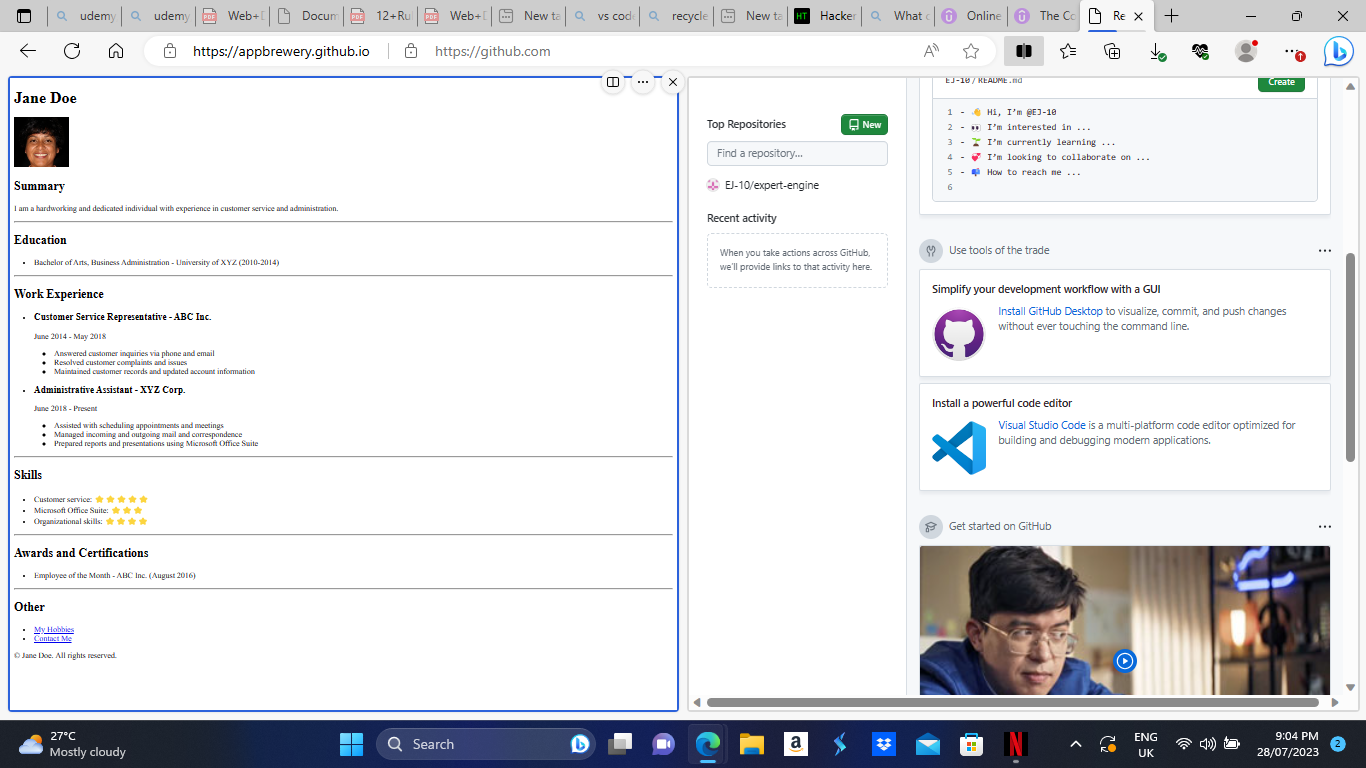 udemy
udemy
Web+D
Docum
12+Ru
Web+D
New ta
vs code
recycle
New ta
HT
Hacker
What c
Online
The Co
Re
https://appbrewery.github.io
https://github.com
Jane Doe
Summary
I am a hardworking and dedicated individual with experience in customer service and administration.
Education
Bachelor of Arts, Business Administration - University of XYZ (2010-2014)
Work Experience
Customer Service Representative - ABC Inc.
June 2014 - May 2018
Answered customer inquiries via phone and email
Resolved customer complaints and issues
Maintained customer records and updated account information
Administrative Assistant - XYZ Corp.
June 2018 - Present
Assisted with scheduling appointments and meetings
Managed incoming and outgoing mail and correspondence
Prepared reports and presentations using Microsoft Office Suite
Skills
Customer service: ⭐⭐⭐⭐⭐
Microsoft Office Suite: ⭐⭐⭐
Organizational skills: ⭐⭐⭐⭐
Awards and Certifications
Employee of the Month - ABC Inc. (August 2016)
Other
My Hobbies
Contact Me
© Jane Doe. All rights reserved.
Top Repositories
New
Find a repository...
EJ-10/expert-engine
Recent activity
When you take actions across GitHub,
we'll provide links to that activity here.
EJ-10 / README.md
Create
1 - 👋 Hi, I'm @EJ-10
2 - 👀 I'm interested in ...
3 - 🌱 I'm currently learning ...
4 - 💞️ I'm looking to collaborate on ...
5 - 📫 How to reach me ...
6
Use tools of the trade
Simplify your development workflow with a GUI
Install GitHub Desktop to visualize, commit, and push changes
without ever touching the command line.
Install a powerful code editor
Visual Studio Code is a multi-platform code editor optimized for
building and debugging modern applications.
Get started on GitHub
27°C
Mostly cloudy
Search
ENG
UK
9:04 PM
28/07/2023
2